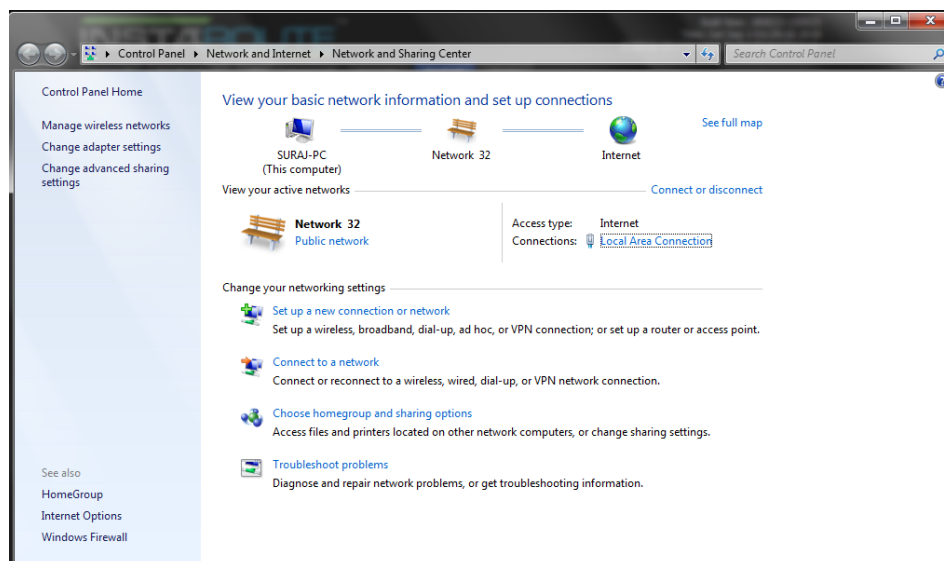 Control Panel ▸ Network and Internet ▸ Network and Sharing Center
Search Control Panel
Control Panel Home
Manage wireless networks
Change adapter settings
Change advanced sharing
settings
See also
HomeGroup
Internet Options
Windows Firewall
View your basic network information and set up connections
SURAJ-PC
(This computer)
Network 32
Internet
See full map
View your active networks
Connect or disconnect
Network 32
Public network
Access type: Internet
Connections: Local Area Connection
Change your networking settings
Set up a new connection or network
Set up a wireless, broadband, dial-up, ad hoc, or VPN connection; or set up a router or access point.
Connect to a network
Connect or reconnect to a wireless, wired, dial-up, or VPN network connection.
Choose homegroup and sharing options
Access files and printers located on other network computers, or change sharing settings.
Troubleshoot problems
Diagnose and repair network problems, or get troubleshooting information.